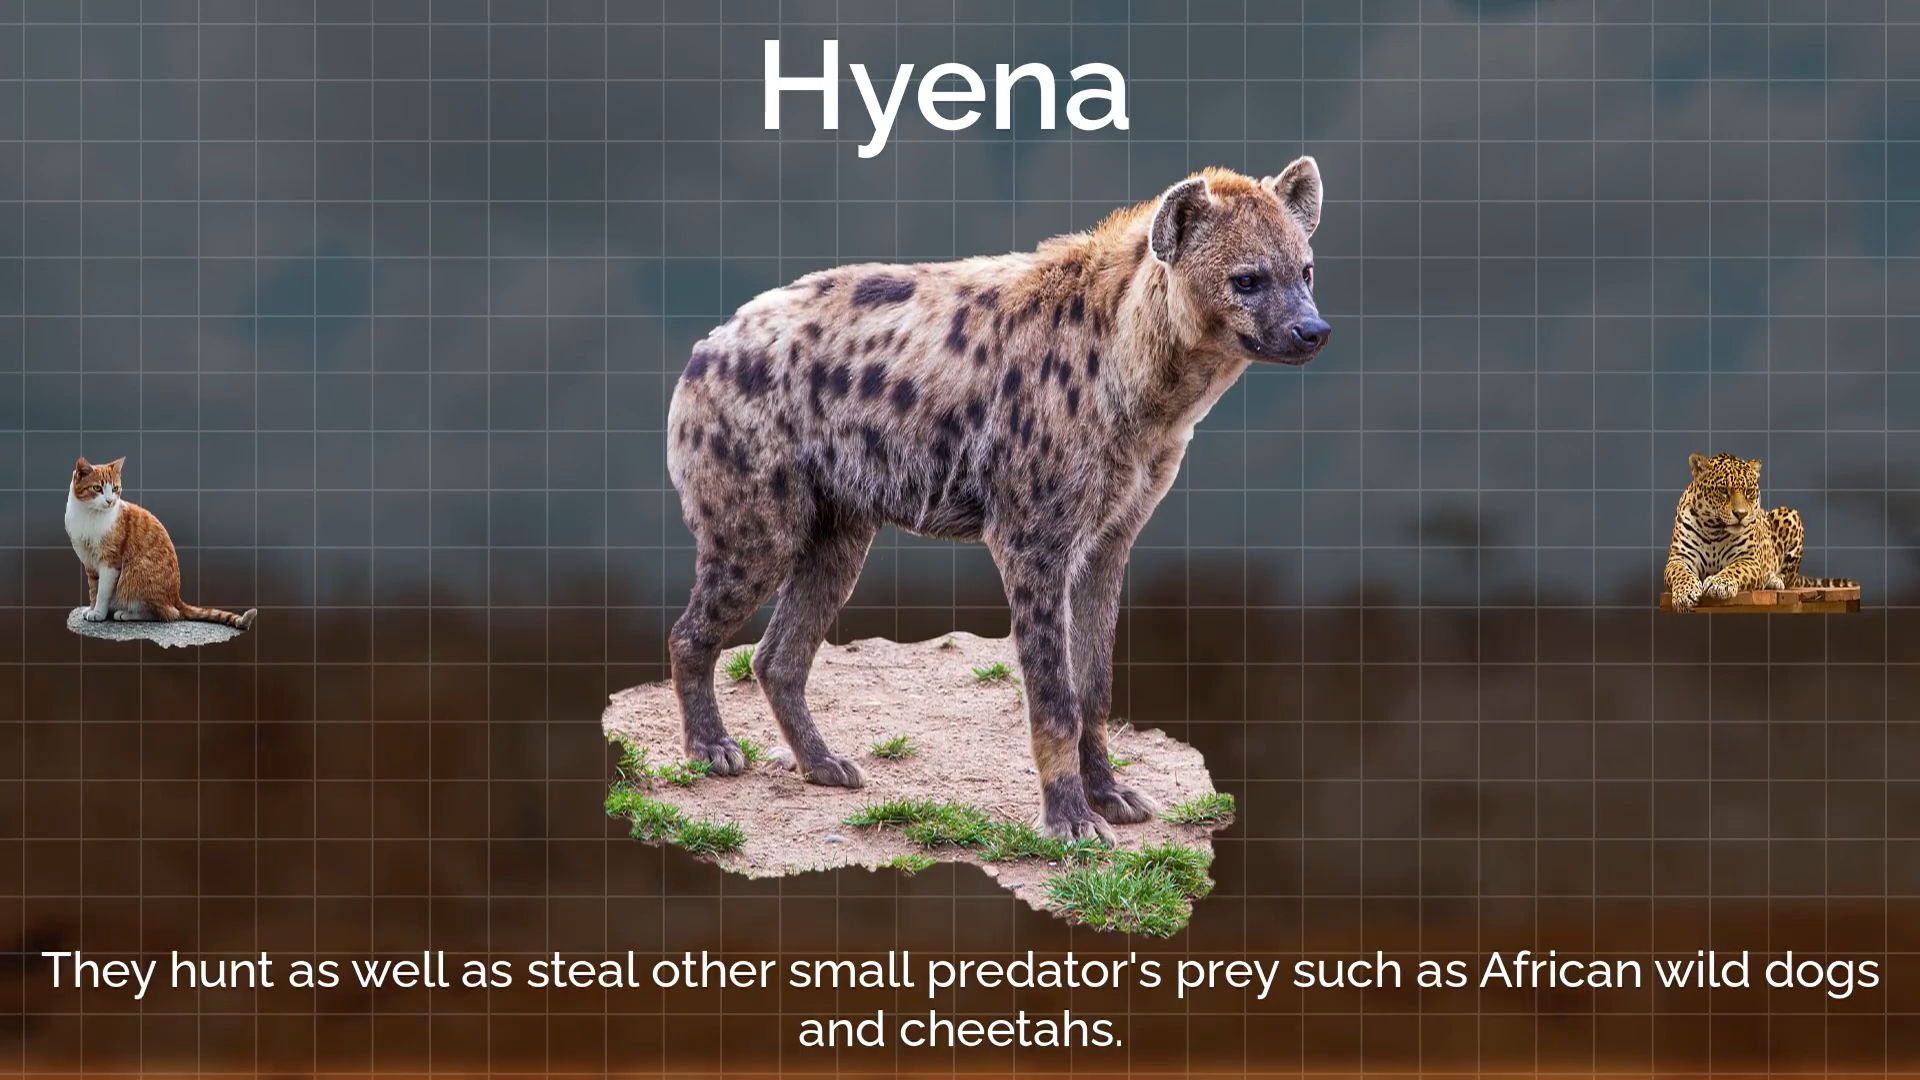 Hyena
They hunt as well as steal other small predator's prey such as African wild dogs
and cheetahs.